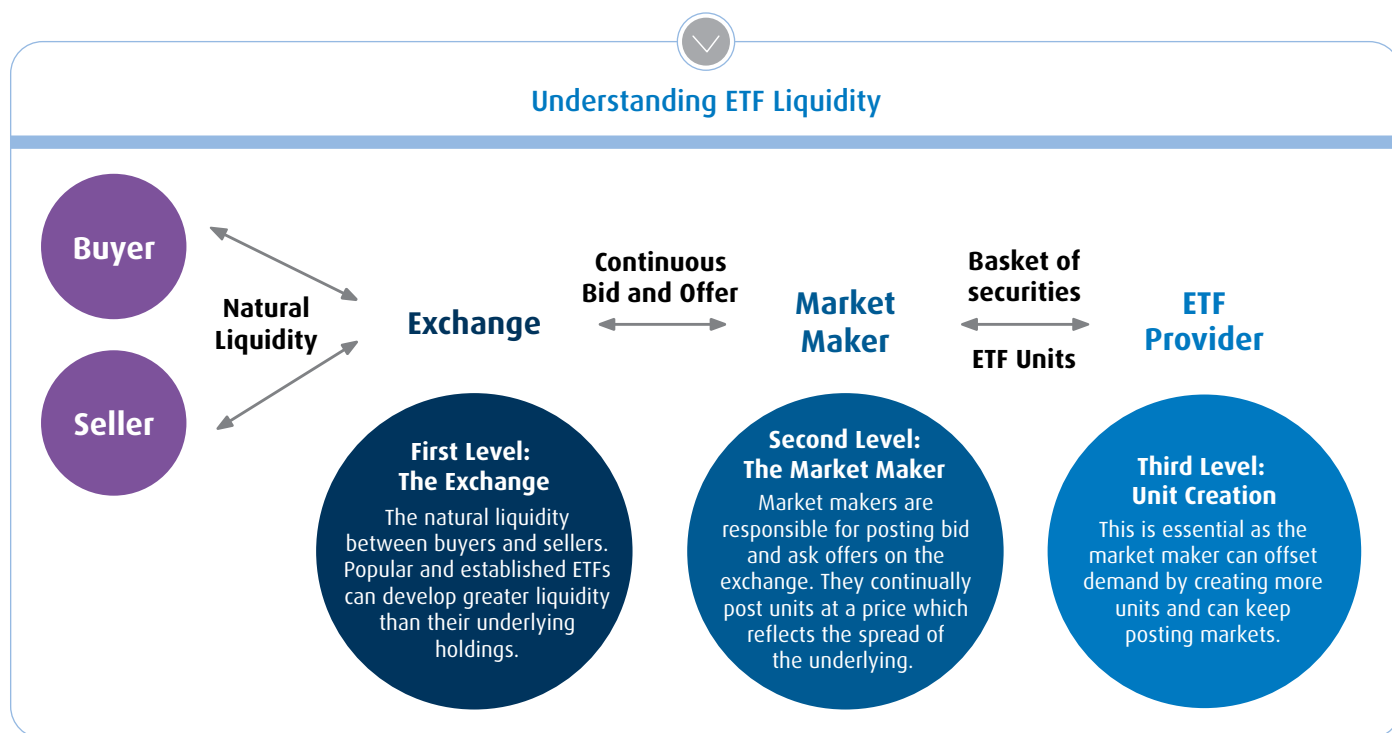 Understanding ETF Liquidity
Buyer
Seller
Natural
Liquidity
Exchange
Continuous
Bid and Offer
Market
Maker
Basket of
securities
ETF Units
ETF
Provider
First Level:
The Exchange
The natural liquidity
between buyers and sellers.
Popular and established ETFs
can develop greater liquidity
than their underlying
holdings.
Second Level:
The Market Maker
Market makers are
responsible for posting bid
and ask offers on the
exchange. They continually
post units at a price which
reflects the spread of
the underlying.
Third Level:
Unit Creation
This is essential as the
market maker can offset
demand by creating more
units and can keep
posting markets.